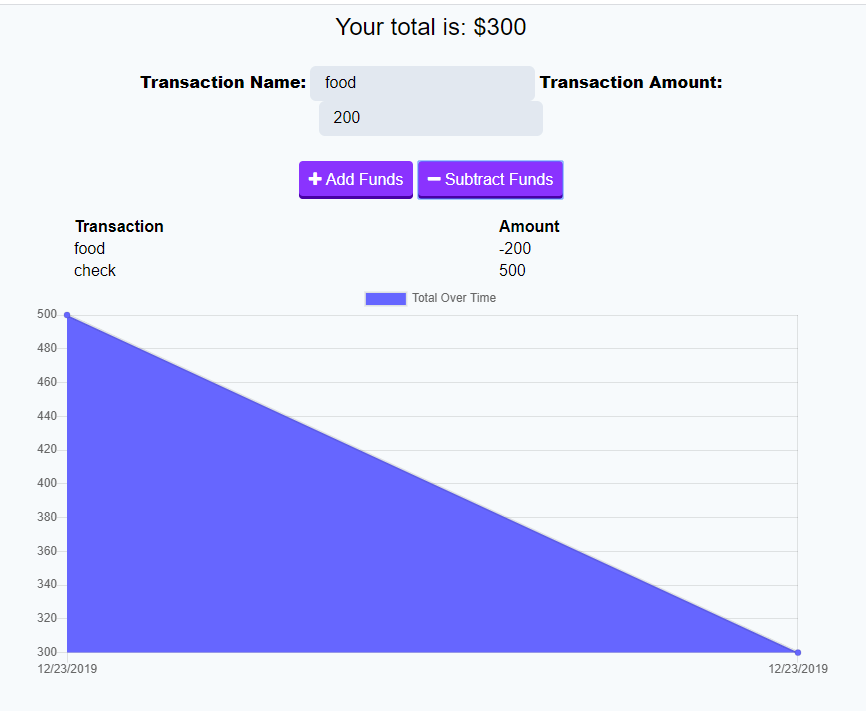 Your total is: $300
Transaction Name: food Transaction Amount:
200
+ Add Funds − Subtract Funds
Transaction Amount
food -200
check 500
Total Over Time
500
480
460
440
420
400
380
360
340
320
300
12/23/2019 12/23/2019